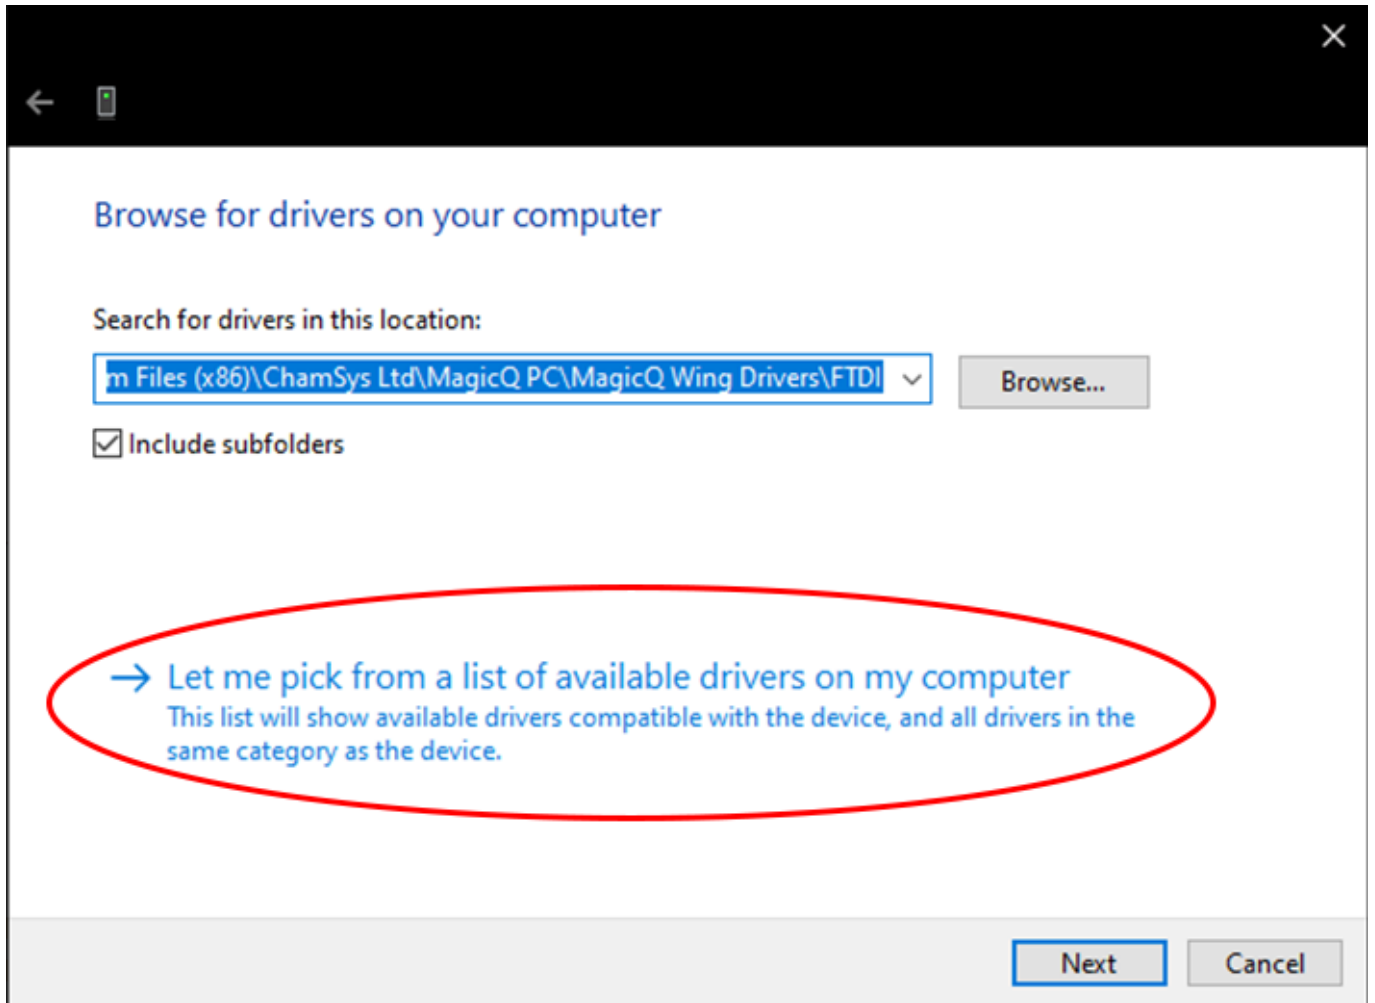 Browse for drivers on your computer
Search for drivers in this location:
m Files (x86)\ChamSys Ltd\MagicQ PC\MagicQ Wing Drivers\FTDI
Browse...
Include subfolders
Let me pick from a list of available drivers on my computer
This list will show available drivers compatible with the device, and all drivers in the
same category as the device.
Next
Cancel